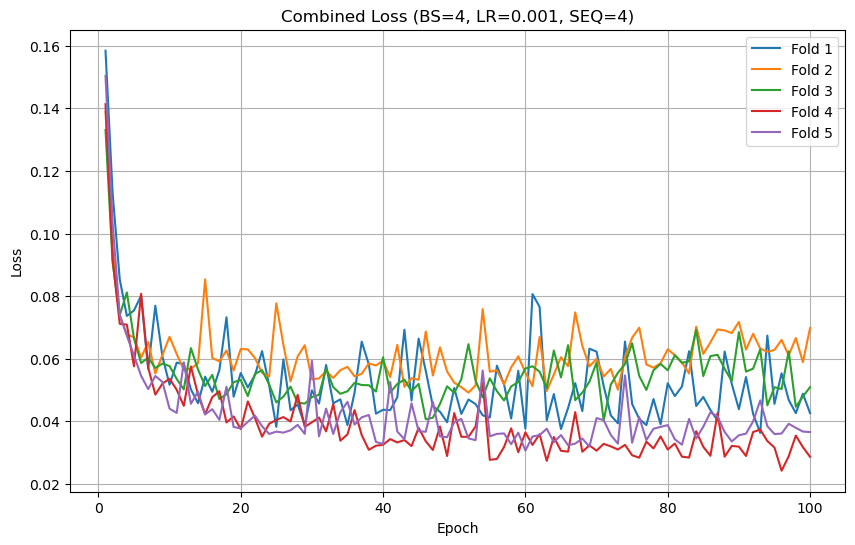 Combined Loss (BS=4, LR=0.001, SEQ=4)
Loss
0.16
0.14
0.12
0.10
0.08
0.06
0.04
0.02
0
20
40
60
80
100
Epoch
Fold 1
Fold 2
Fold 3
Fold 4
Fold 5